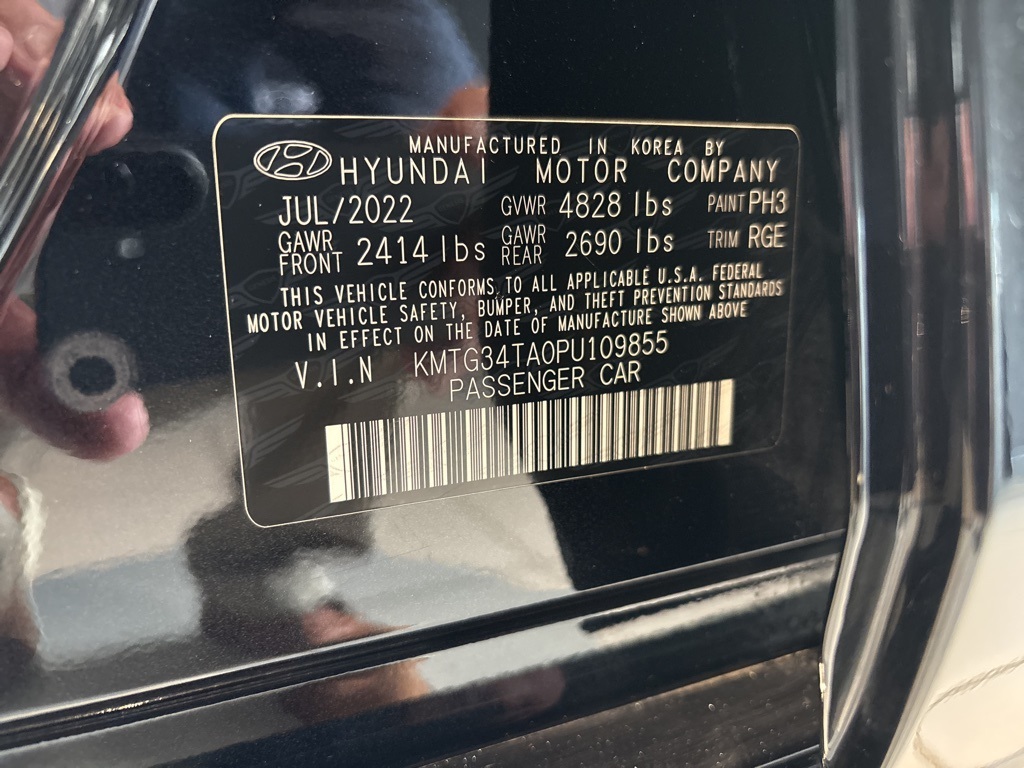 MANUFACTURED IN KOREA BY
HYUNDAI MOTOR COMPANY
JUL/2022 GVWR 4828 lbs PAINT PH3
GAWR FRONT 2414 lbs GAWR REAR 2690 lbs TRIM RGE
THIS VEHICLE CONFORMS TO ALL APPLICABLE U.S.A. FEDERAL
MOTOR VEHICLE SAFETY, BUMPER, AND THEFT PREVENTION STANDARDS
IN EFFECT ON THE DATE OF MANUFACTURE SHOWN ABOVE
V.I.N KMTG34TA0PU109855
PASSENGER CAR